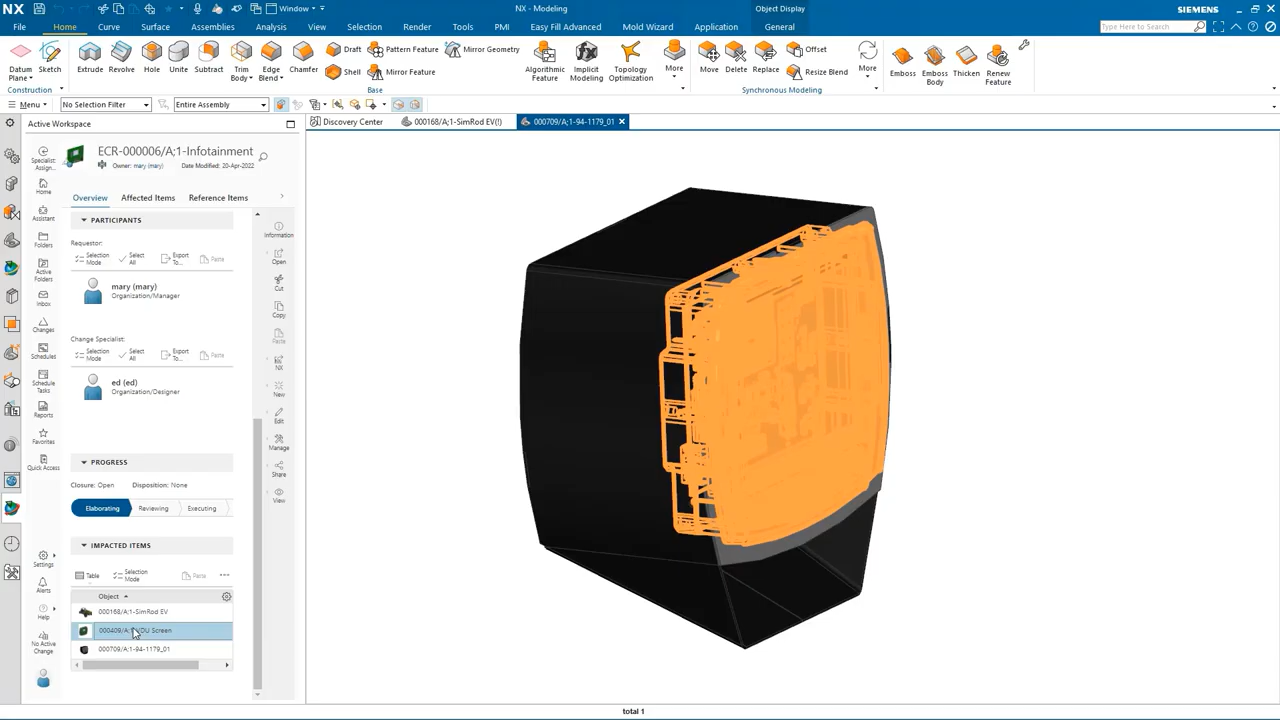 NX
Window
NX - Modeling
Object Display
SIEMENS
File Home Curve Surface Assemblies Analysis View Selection Render Tools PMI Easy Fill Advanced Mold Wizard Application General
Type Here to Search
Datum Plane
Sketch
Construction
Extrude
Revolve
Hole
Unite
Subtract
Trim Body
Edge Blend
Chamfer
Draft
Shell
Pattern Feature
Mirror Feature
Mirror Geometry
Base
Algorithmic Feature
Implicit Modeling
Topology Optimization
More
Move
Delete
Replace
Offset
Resize Blend
More
Synchronous Modeling
Emboss
Emboss Body
Thicken
Renew Feature
Menu
No Selection Filter
Entire Assembly
Active Workspace
Discovery Center
000168/A;1-SimRod EV(!)
000709/A;1-94-1179_01
ECR-000006/A;1-Infotainment
Owner: mary (mary) Date Modified: 20-Apr-2022
Overview Affected Items Reference Items
Specialist Assign...
Home
Assistant
Folders
Active Folders
Inbox
Changes
Schedules
Schedule Tasks
Reports
Favorites
Quick Access
Settings
Alerts
Help
No Active Change
PARTICIPANTS
Requestor:
Selection Mode
Select All
Export To...
Paste
mary (mary)
Organization/Manager
Change Specialist:
Selection Mode
Select All
Export To...
Paste
ed (ed)
Organization/Designer
PROGRESS
Closure: Open Disposition: None
Elaborating Reviewing Executing
IMPACTED ITEMS
Table
Selection Mode
Paste
Object
000168/A;1-SimRod EV
Screen
000709/A;1-94-1179_01
Information
Open
Cut
Copy
Paste
NX
New
Edit
Manage
Share
View
total 1